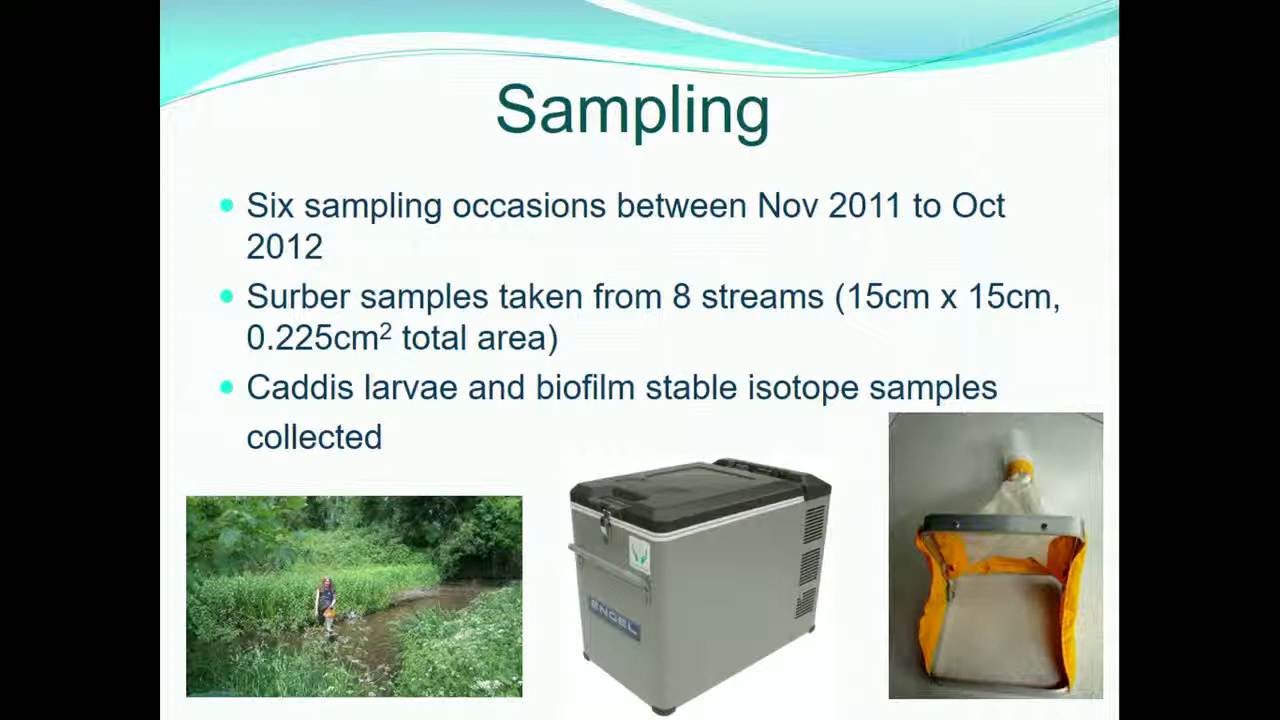 Sampling
Six sampling occasions between Nov 2011 to Oct
2012
Surber samples taken from 8 streams (15cm x 15cm,
0.225cm² total area)
Caddis larvae and biofilm stable isotope samples
collected
ENGEL